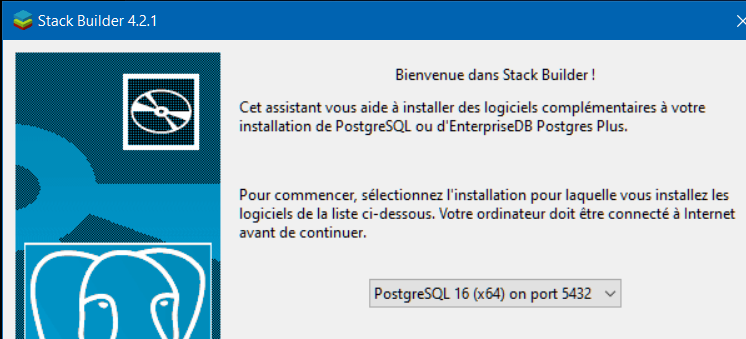 Stack Builder 4.2.1
Bienvenue dans Stack Builder !
Cet assistant vous aide à installer des logiciels complémentaires à votre
installation de PostgreSQL ou d'EnterpriseDB Postgres Plus.
Pour commencer, sélectionnez l'installation pour laquelle vous installez les
logiciels de la liste ci-dessous. Votre ordinateur doit être connecté à Internet
avant de continuer.
PostgreSQL 16 (x64) on port 5432